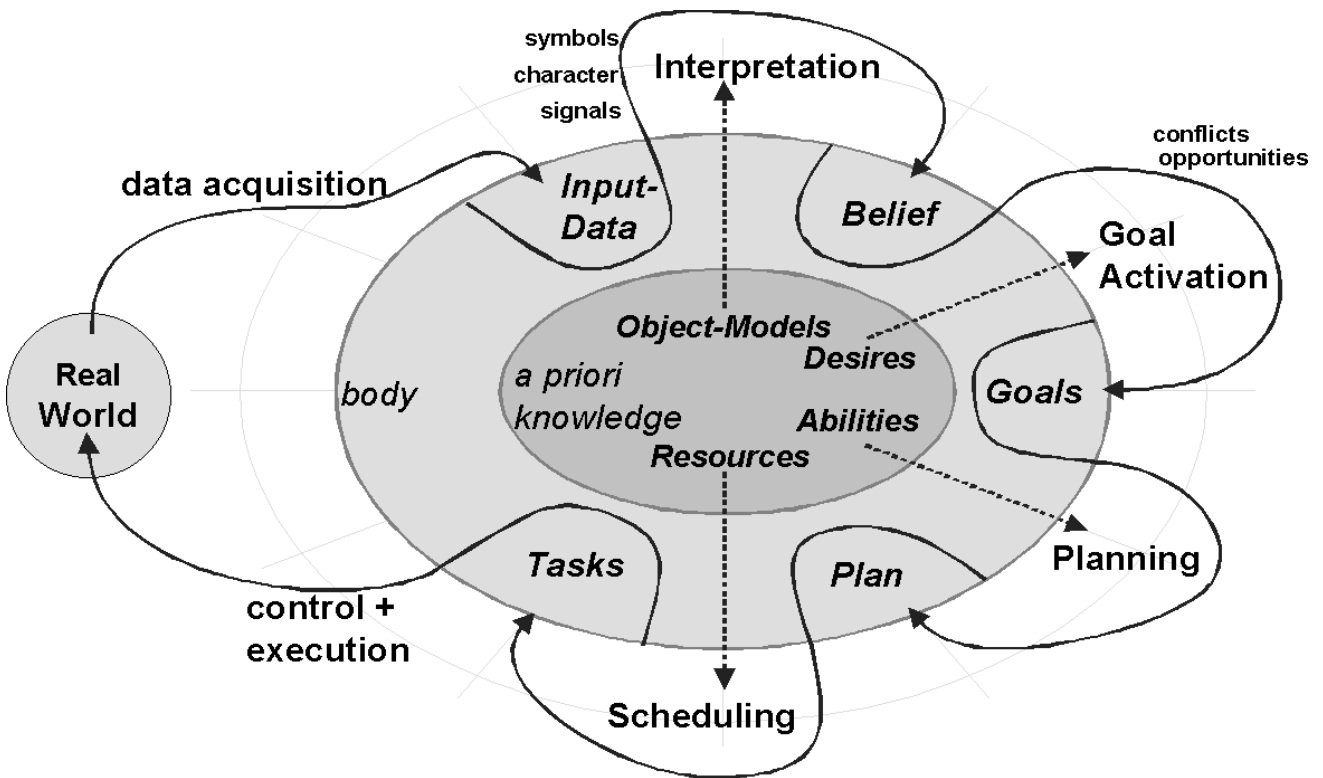 symbols
character
signals
Interpretation
conflicts
opportunities
data acquisition
Input-
Data
Belief
Goal
Activation
Object-Models
Desires
Real
World
body
a priori
knowledge
Goals
Abilities
Resources
Tasks
Plan
Planning
control +
execution
Scheduling